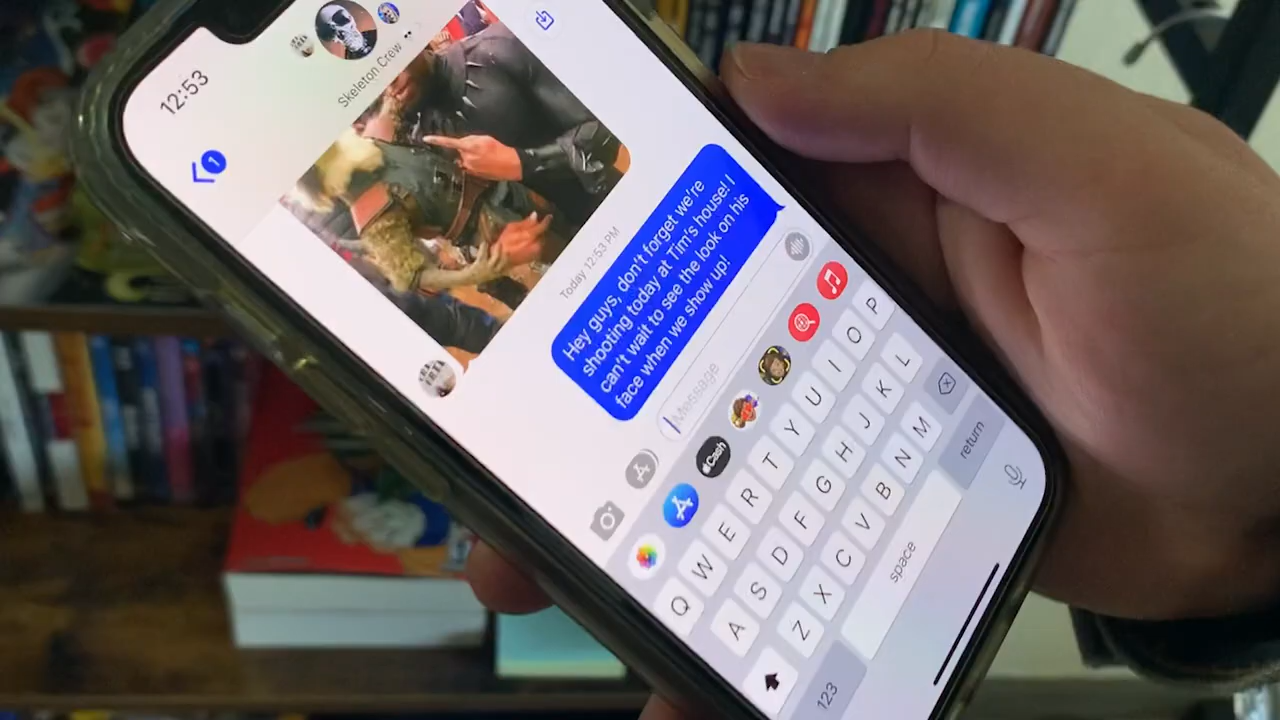 12:53
1
Skeleton Crew
Today 12:53 PM
Hey guys, don't forget we're
shooting today at Tim's house! I
can't wait to see the look on his
face when we show up!
Message
Cash
Q W E R T Y U I O P
A S D F G H J K L
Z X C V B N M
123
space
return